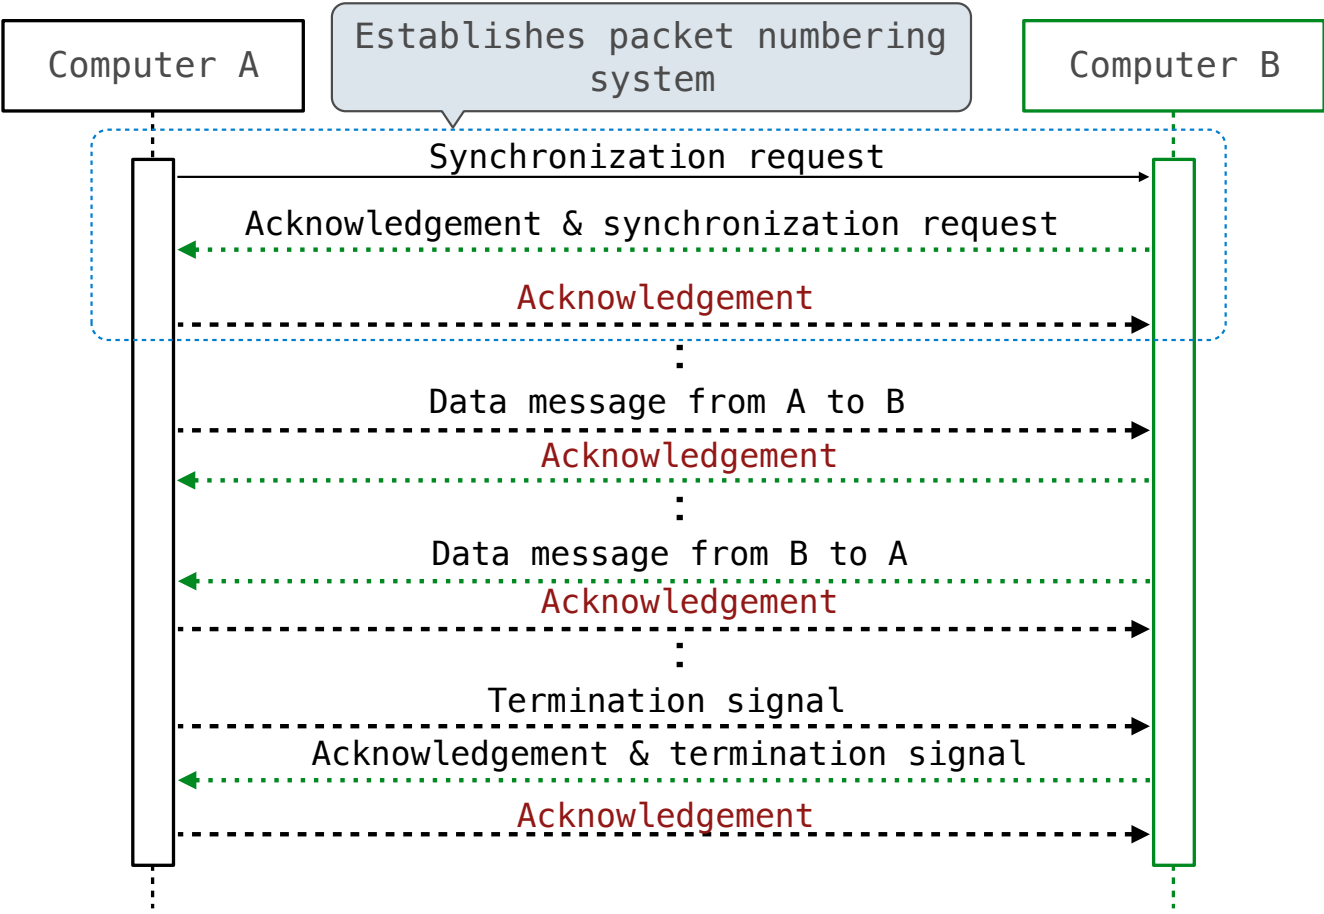 Establishes packet numbering
system
Computer A
Computer B
Synchronization request
Acknowledgement & synchronization request
Acknowledgement
:
Data message from A to B
Acknowledgement
:
Data message from B to A
Acknowledgement
:
Termination signal
Acknowledgement & termination signal
Acknowledgement